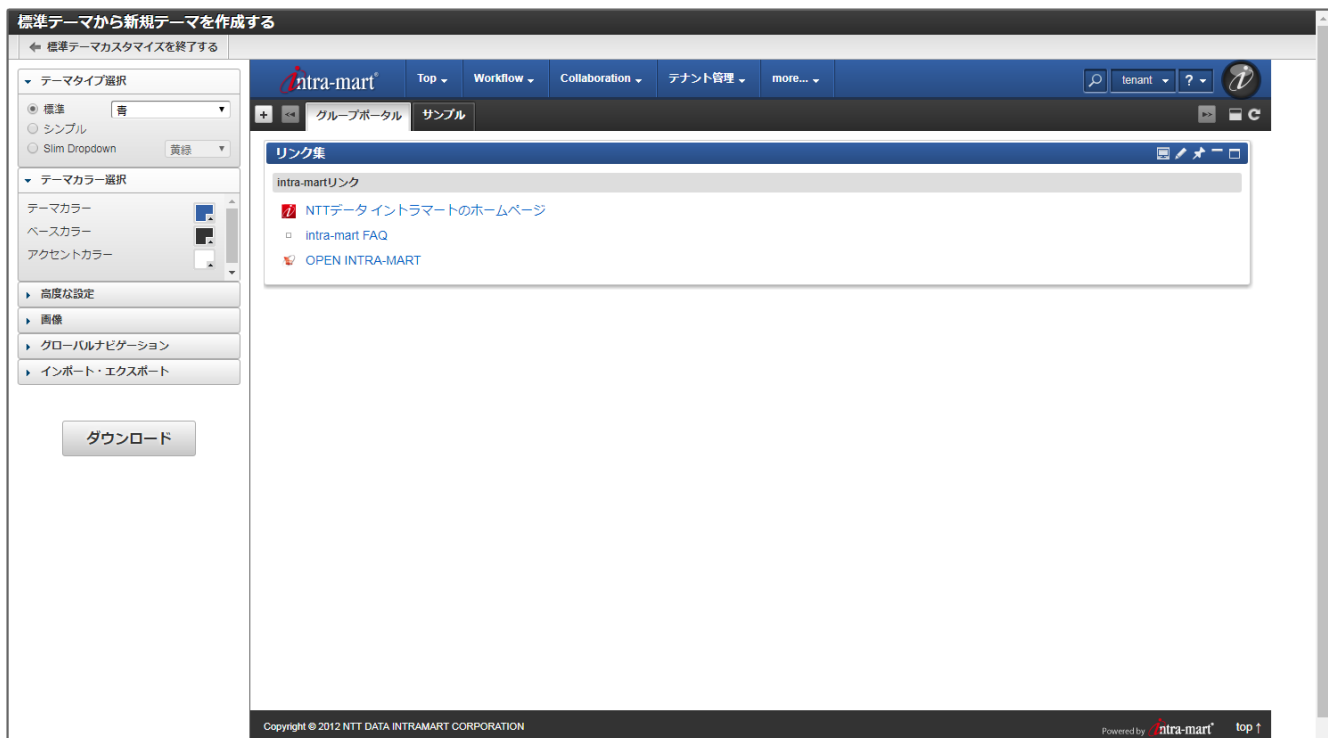 標準テーマから新規テーマを作成する
標準テーマカスタマイズを終了する
テーマタイプ選択
標準 青
シンプル
Slim Dropdown 黄緑
テーマカラー選択
テーマカラー
ベースカラー
アクセントカラー
高度な設定
画像
グローバルナビゲーション
インポート・エクスポート
ダウンロード
intra-mart Top Workflow Collaboration テナント管理 more... tenant ?
グループポータル サンプル
リンク集
intra-martリンク
NTTデータ イントラマートのホームページ
intra-mart FAQ
OPEN INTRA-MART
Copyright © 2012 NTT DATA INTRAMART CORPORATION
Powered by intra-mart top ↑